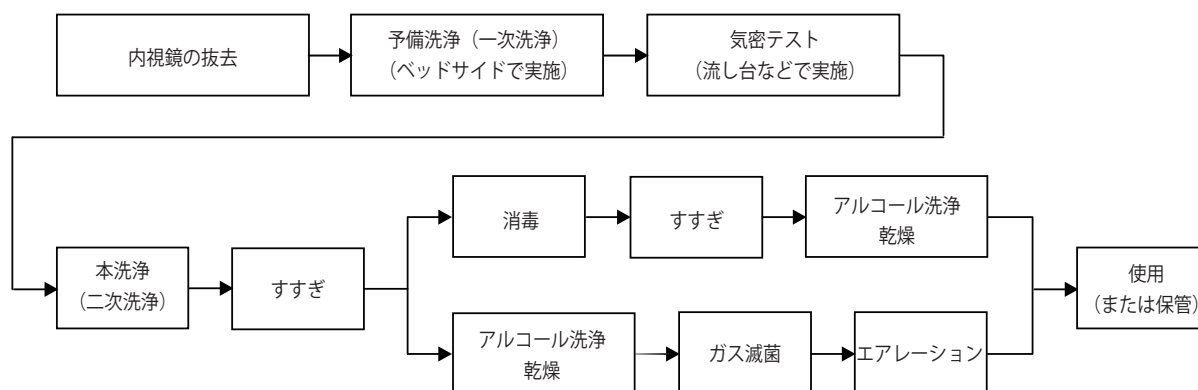 内視鏡の抜去
予備洗浄（一次洗浄）
（ベッドサイドで実施）
気密テスト
（流し台などで実施）
本洗浄
（二次洗浄）
すすぎ
消毒
すすぎ
アルコール洗浄
乾燥
アルコール洗浄
乾燥
ガス滅菌
エアレーション
使用
（または保管）